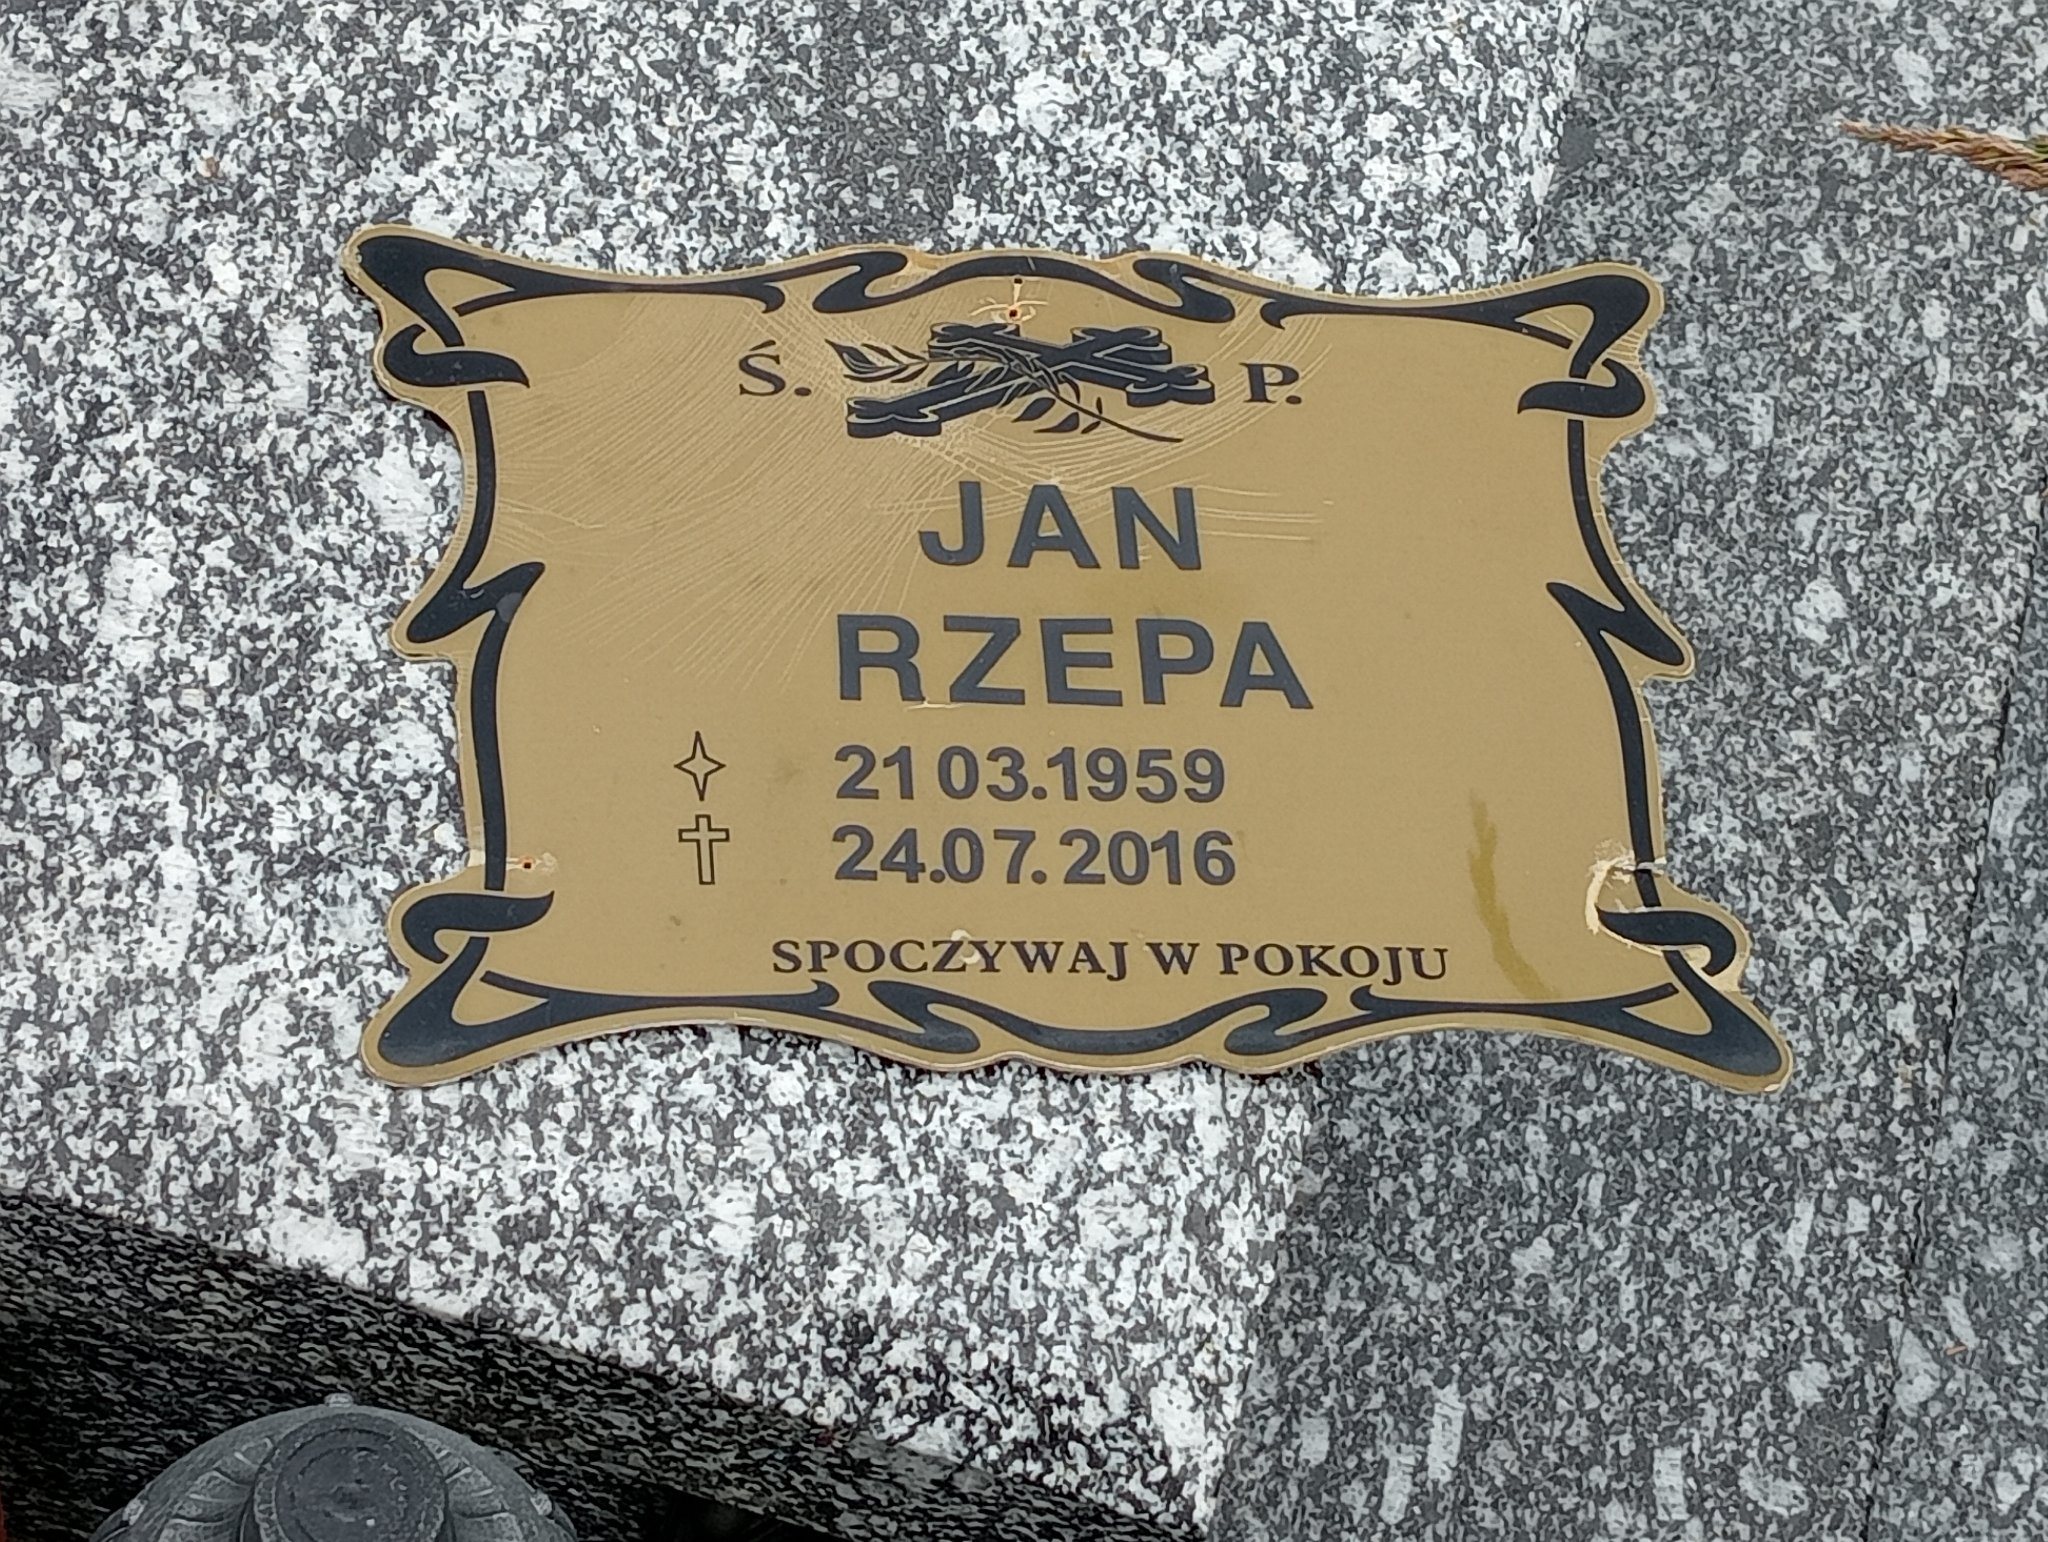 Ś. P.
JAN
RZEPA
21 03.1959
24.07.2016
SPOCZYWAJ W POKOJU